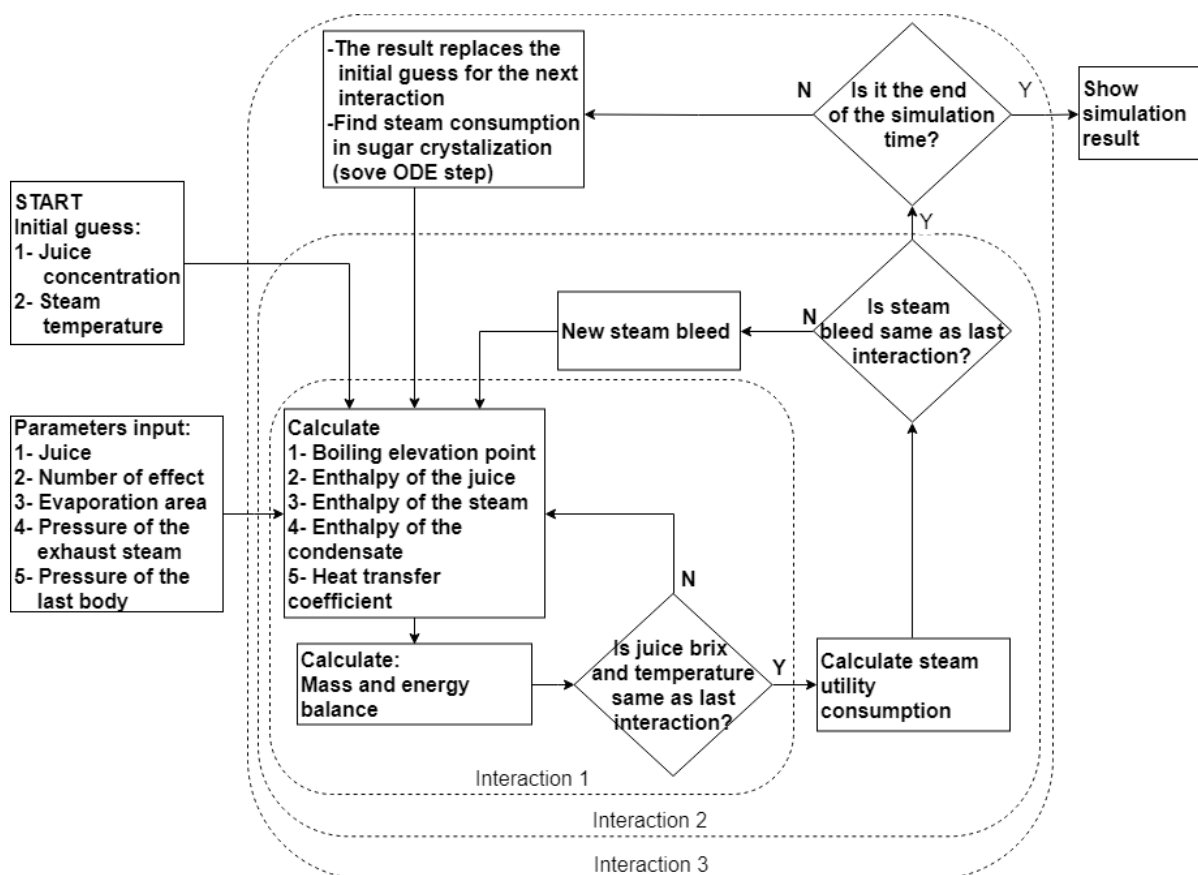 -The result replaces the
initial guess for the next
interaction
-Find steam consumption
in sugar crystalization
(sove ODE step)
N
Is it the end
of the simulation
time?
Y
Show
simulation
result
START
Initial guess:
1- Juice
concentration
2- Steam
temperature
Y
New steam bleed
N
Is steam
bleed same as last
interaction?
Parameters input:
1- Juice
2- Number of effect
3- Evaporation area
4- Pressure of the
exhaust steam
5- Pressure of the
last body
Calculate
1- Boiling elevation point
2- Enthalpy of the juice
3- Enthalpy of the steam
4- Enthalpy of the
condensate
5- Heat transfer
coefficient
N
Calculate:
Mass and energy
balance
Is juice brix
and temperature
same as last
interaction?
Y
Calculate steam
utility
consumption
Interaction 1
Interaction 2
Interaction 3